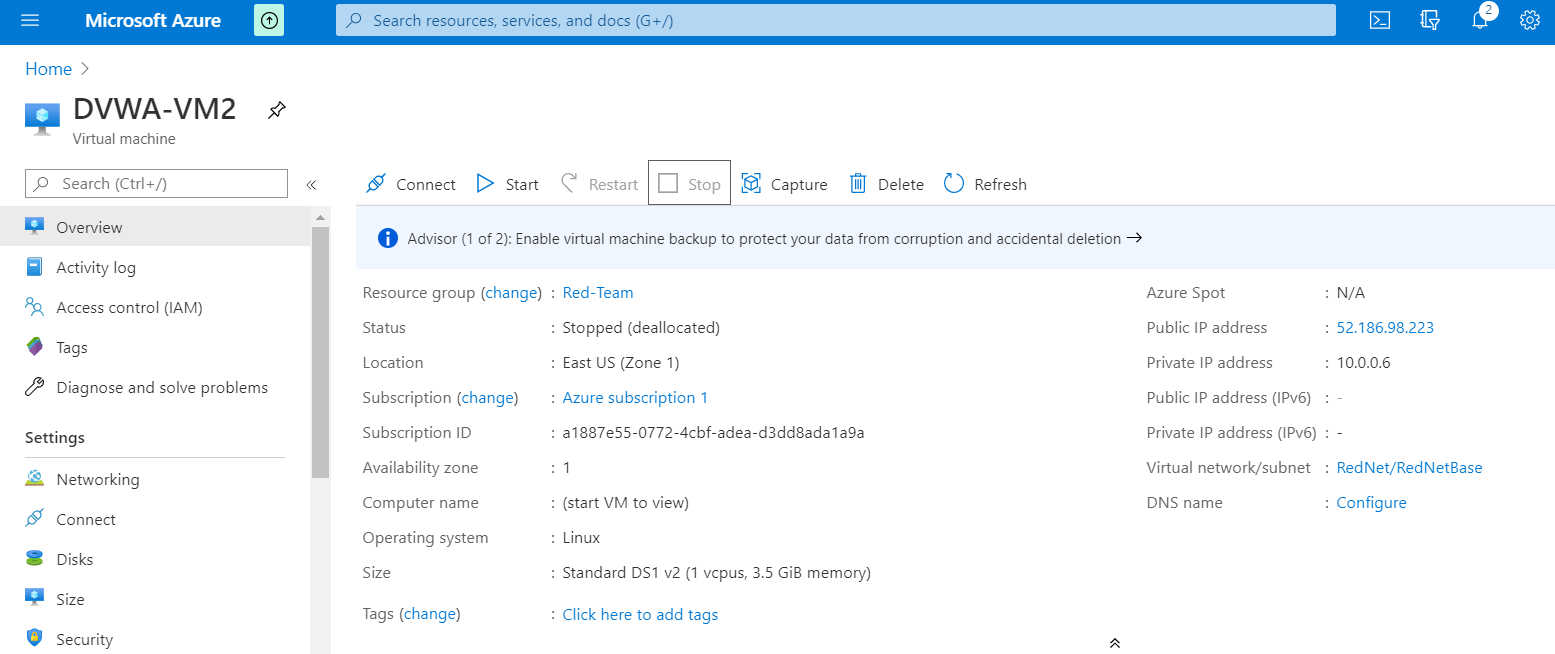 Microsoft Azure
Search resources, services, and docs (G+/)
2
Home
DVWA-VM2
Virtual machine
Search (Ctrl+/)
«
Connect
Start
Restart
Stop
Capture
Delete
Refresh
Advisor (1 of 2): Enable virtual machine backup to protect your data from corruption and accidental deletion →
Overview
Activity log
Access control (IAM)
Tags
Diagnose and solve problems
Settings
Networking
Connect
Disks
Size
Security
Resource group (change) : Red-Team
Status : Stopped (deallocated)
Location : East US (Zone 1)
Subscription (change) : Azure subscription 1
Subscription ID : a1887e55-0772-4cbf-adea-d3dd8ada1a9a
Availability zone : 1
Computer name : (start VM to view)
Operating system : Linux
Size : Standard DS1 v2 (1 vcpus, 3.5 GiB memory)
Tags (change) : Click here to add tags
Azure Spot : N/A
Public IP address : 52.186.98.223
Private IP address : 10.0.0.6
Public IP address (IPv6) : -
Private IP address (IPv6) : -
Virtual network/subnet : RedNet/RedNetBase
DNS name : Configure